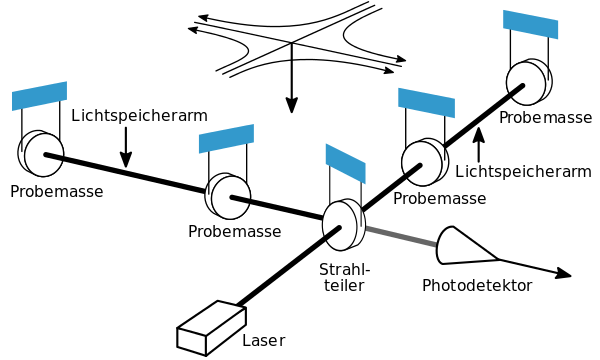 Lichtspeicherarm
Probemasse
Lichtspeicherarm
Probemasse
Probemasse
Probemasse
Strahl-
teiler
Photodetektor
Laser